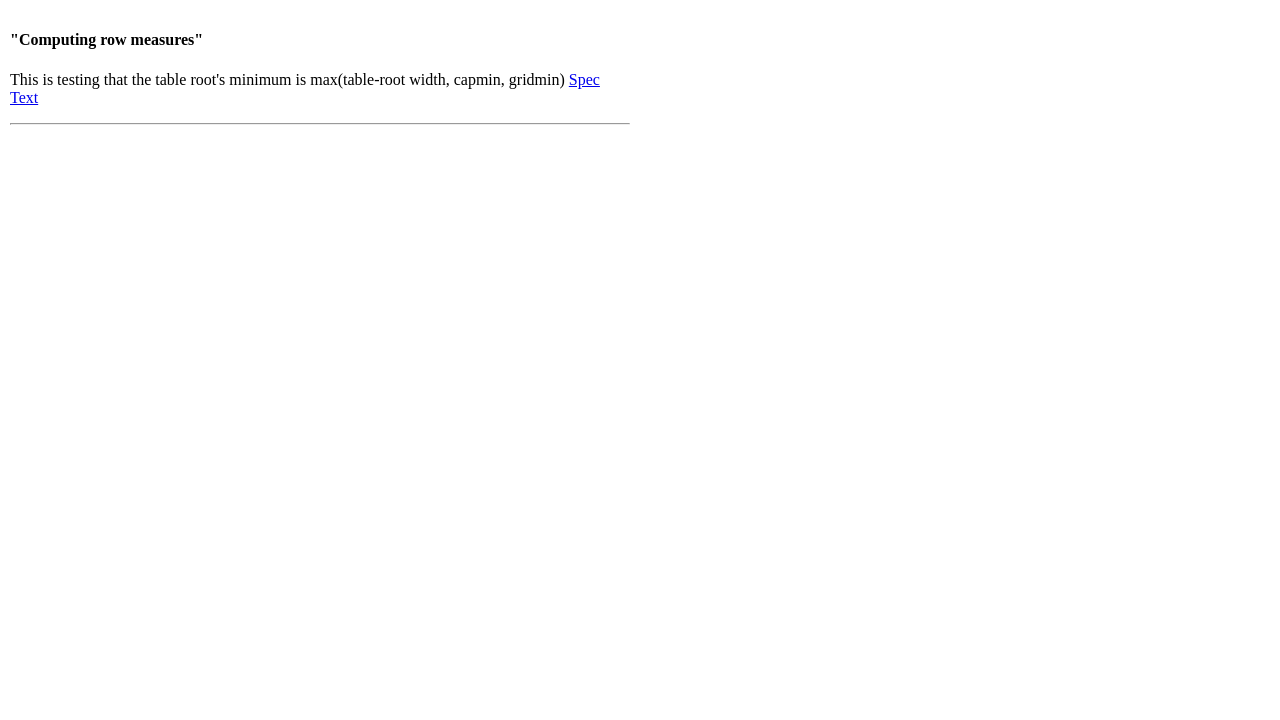 "Computing row measures"
This is testing that the table root's minimum is max(table-root width, capmin, gridmin) Spec
Text